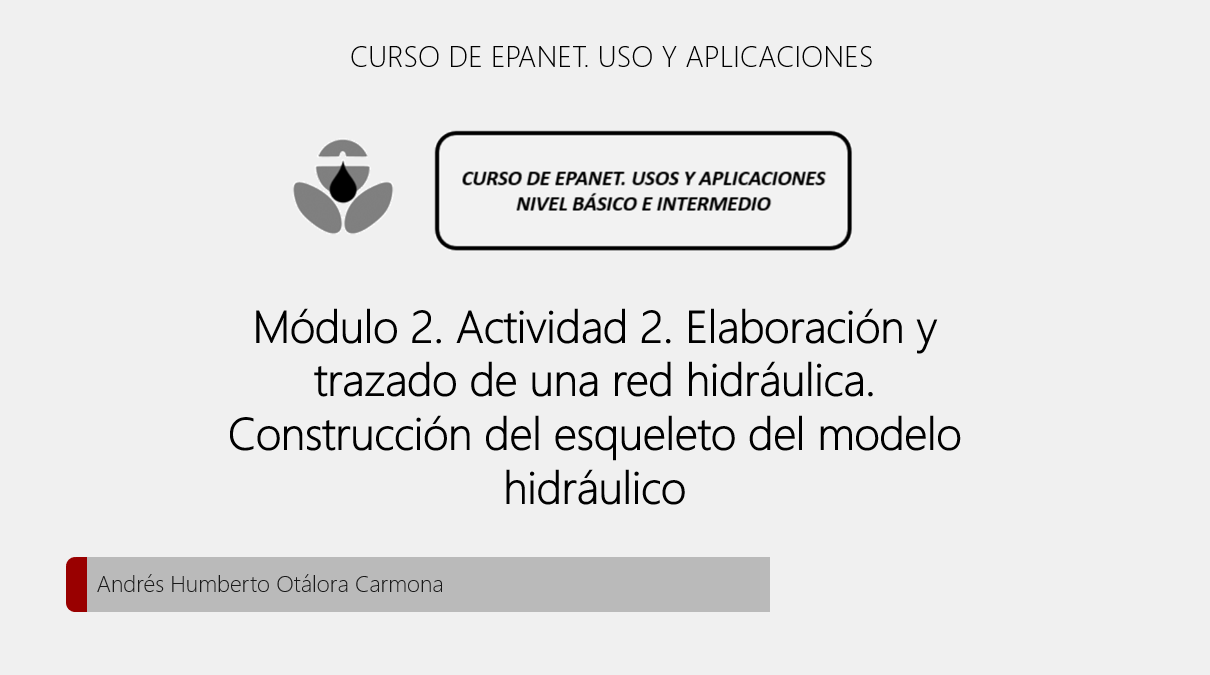 CURSO DE EPANET. USO Y APLICACIONES
CURSO DE EPANET. USOS Y APLICACIONES
NIVEL BÁSICO E INTERMEDIO
Módulo 2. Actividad 2. Elaboración y
trazado de una red hidráulica.
Construcción del esqueleto del modelo
hidráulico
Andrés Humberto Otálora Carmona